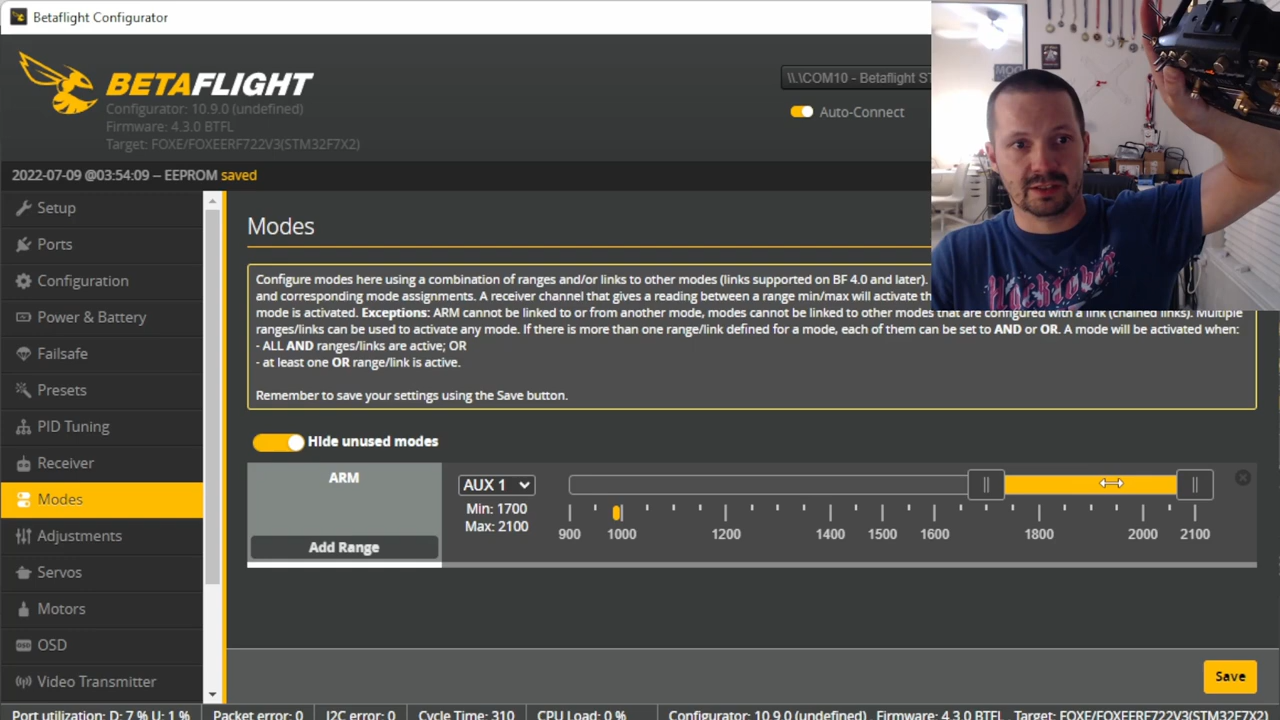 Betaflight Configurator
BETAFLIGHT
Configurator: 10.9.0 (undefined)
Firmware: 4.3.0 BTFL
Target: FOXE/FOXEERF722V3(STM32F7X2)
\\.\COM10 - Betaflight ST
Auto-Connect
2022-07-09 @03:54:09 -- EEPROM saved
Setup
Ports
Configuration
Power & Battery
Failsafe
Presets
PID Tuning
Receiver
Modes
Adjustments
Servos
Motors
OSD
Video Transmitter
Modes
Configure modes here using a combination of ranges and/or links to other modes (links supported on BF 4.0 and later).
and corresponding mode assignments. A receiver channel that gives a reading between a range min/max will activate th
mode is activated. Exceptions: ARM cannot be linked to or from another mode, modes cannot be linked to other modes that are configured with a link (chained links). Multiple
ranges/links can be used to activate any mode. If there is more than one range/link defined for a mode, each of them can be set to AND or OR. A mode will be activated when:
- ALL AND ranges/links are active; OR
- at least one OR range/link is active.
Remember to save your settings using the Save button.
Hide unused modes
ARM
Add Range
AUX 1
Min: 1700
Max: 2100
900 1000 1200 1400 1500 1600 1800 2000 2100
Hacktober
Save
Port utilization: D: 7 % U: 1 % Packet error: 0 I2C error: 0 Cycle Time: 310 CPU Load: 0 % Configurator: 10.9.0 (undefined) Firmware: 4.3.0 BTFL Target: FOXE/FOXEERF722V3(STM32F7X2)